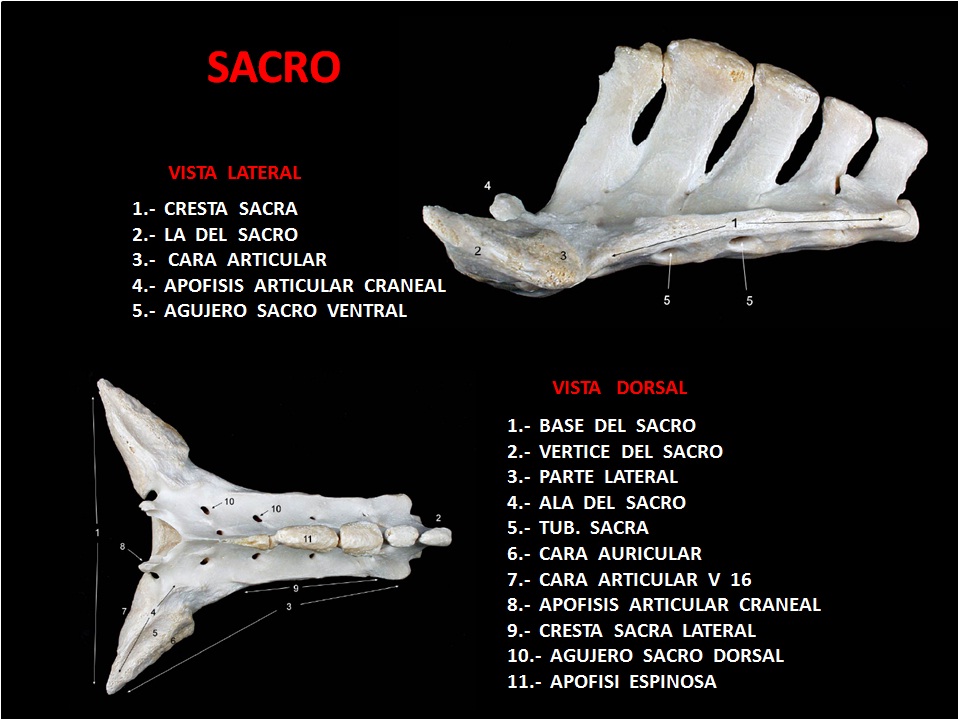 SACRO
VISTA LATERAL
1.- CRESTA SACRA
2.- LA DEL SACRO
3.- CARA ARTICULAR
4.- APOFISIS ARTICULAR CRANEAL
5.- AGUJERO SACRO VENTRAL
4
1
2
3
5
5
VISTA DORSAL
1.- BASE DEL SACRO
2.- VERTICE DEL SACRO
3.- PARTE LATERAL
4.- ALA DEL SACRO
5.- TUB. SACRA
6.- CARA AURICULAR
7.- CARA ARTICULAR V 16
8.- APOFISIS ARTICULAR CRANEAL
9.- CRESTA SACRA LATERAL
10.- AGUJERO SACRO DORSAL
11.- APOFISI ESPINOSA
10
10
2
1
11
8
9
3
7
4
5
6